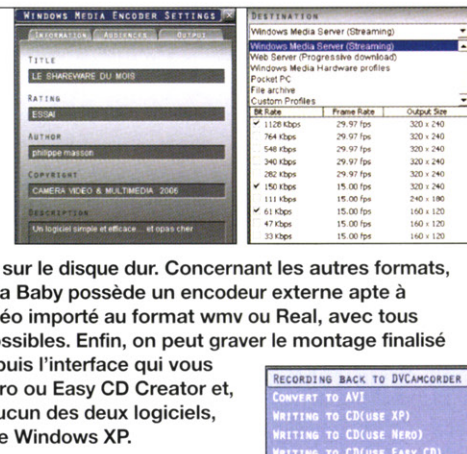 WINDOWS MEDIA ENCODER SETTINGS
INFORMATION AUDIENCES OUTPUT
TITLE
LE SHAREWARE DU MOIS
RATING
ESSAI
AUTHOR
philippe masson
COPYRIGHT
CAMERA VIDEO & MULTIMEDIA 2006
DESCRIPTION
Un logiciel simple et efficace... et opas cher
DESTINATION
Windows Media Server (Streaming)
Windows Media Server (Streaming)
Web Server (Progressive download)
Windows Media Hardware profiles
Pocket PC
File archive
Custom Profiles
Bit Rate Frame Rate Output Size
1128 Kbps 29.97 fps 320 x 240
764 Kbps 29.97 fps 320 x 240
548 Kbps 29.97 fps 320 x 240
340 Kbps 29.97 fps 320 x 240
282 Kbps 29.97 fps 320 x 240
150 Kbps 15.00 fps 320 x 240
111 Kbps 15.00 fps 240 x 180
61 Kbps 15.00 fps 160 x 120
47 Kbps 15.00 fps 160 x 120
33 Kbps 15.00 fps 160 x 120
sur le disque dur. Concernant les autres formats,
a Baby possède un encodeur externe apte à
éo importé au format wmv ou Real, avec tous
ossibles. Enfin, on peut graver le montage finalisé
puis l'interface qui vous
ro ou Easy CD Creator et,
ucun des deux logiciels,
e Windows XP.
RECORDING BACK TO DVCAMCORDER
CONVERT TO AVI
WRITING TO CD(USE XP)
WRITING TO CD(USE NERO)
WRITING TO CD(USE EASY CD)